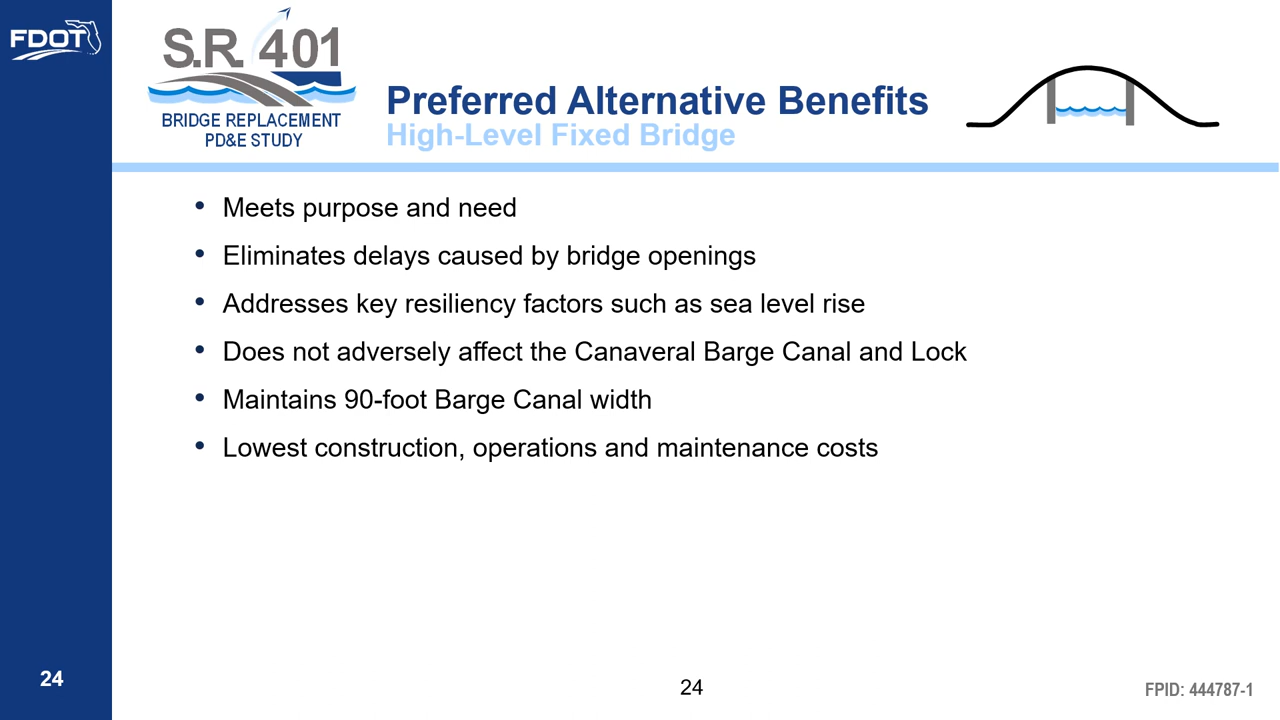 FDOT
S.R. 401
BRIDGE REPLACEMENT
PD&E STUDY
Preferred Alternative Benefits
High-Level Fixed Bridge
• Meets purpose and need
• Eliminates delays caused by bridge openings
• Addresses key resiliency factors such as sea level rise
• Does not adversely affect the Canaveral Barge Canal and Lock
• Maintains 90-foot Barge Canal width
• Lowest construction, operations and maintenance costs
24
24
FPID: 444787-1